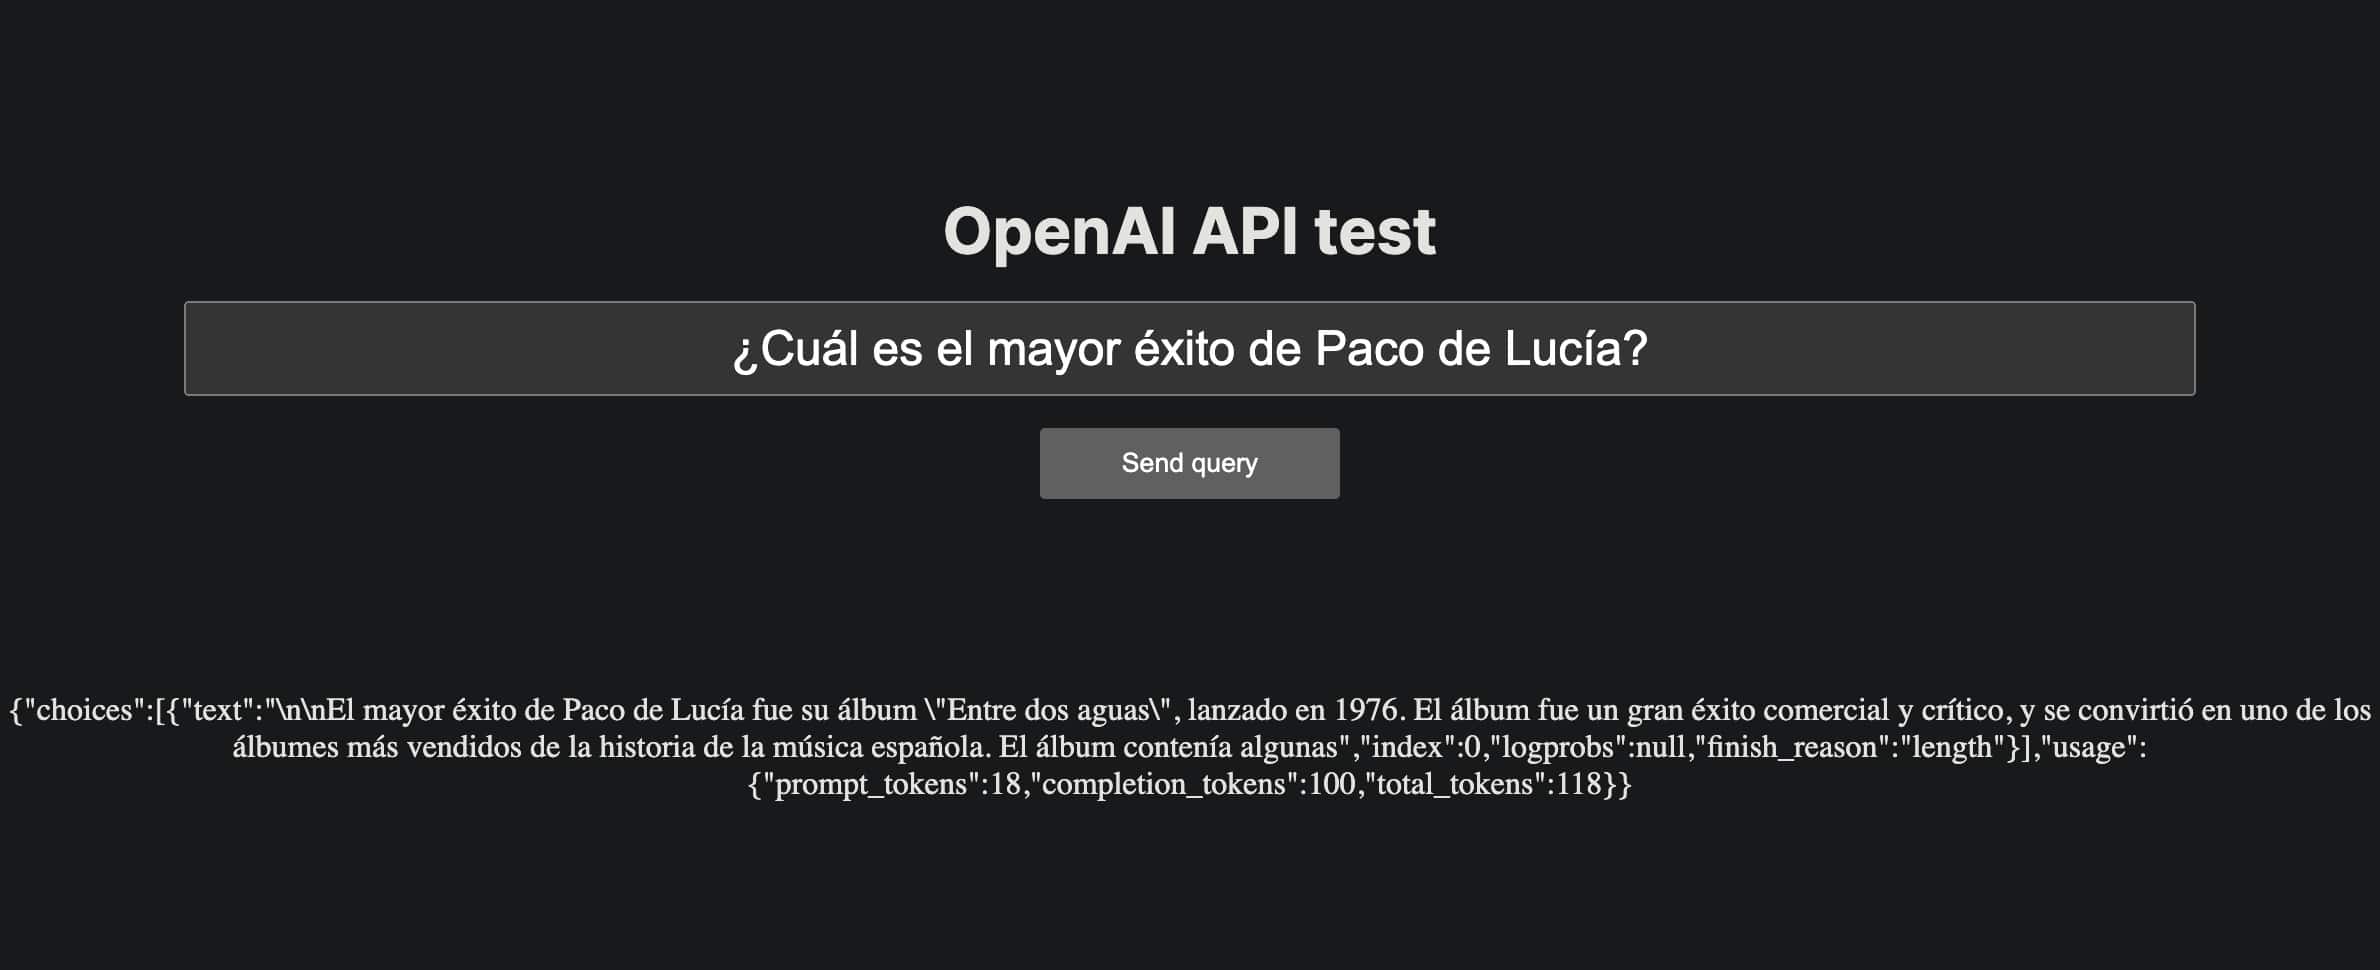 OpenAI API test
¿Cuál es el mayor éxito de Paco de Lucía?
Send query
{"choices":[{"text":"\n\nEl mayor éxito de Paco de Lucía fue su álbum \"Entre dos aguas\", lanzado en 1976. El álbum fue un gran éxito comercial y crítico, y se convirtió en uno de los
álbumes más vendidos de la historia de la música española. El álbum contenía algunas","index":0,"logprobs":null,"finish_reason":"length"}],"usage":
{"prompt_tokens":18,"completion_tokens":100,"total_tokens":118}}